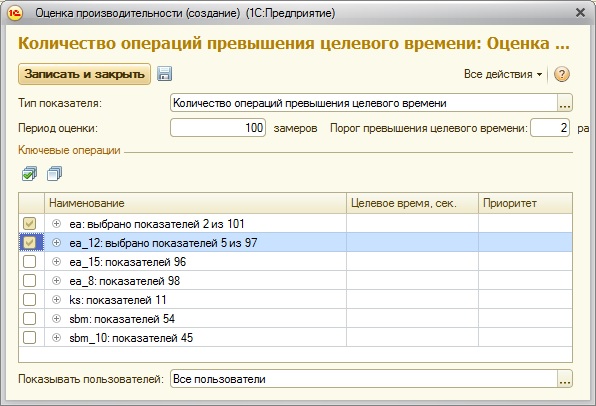 Оценка производительности (создание) (1С:Предприятие)
Количество операций превышения целевого времени: Оценка ...
Записать и закрыть Все действия ?
Тип показателя: Количество операций превышения целевого времени ...
Период оценки: 100 замеров Порог превышения целевого времени: 2 ра
Ключевые операции
Наименование Целевое время, сек. Приоритет
ea: выбрано показателей 2 из 101
ea_12: выбрано показателей 5 из 97
ea_15: показателей 96
ea_8: показателей 98
ks: показателей 11
sbm: показателей 54
sbm_10: показателей 45
Показывать пользователей: Все пользователи ...